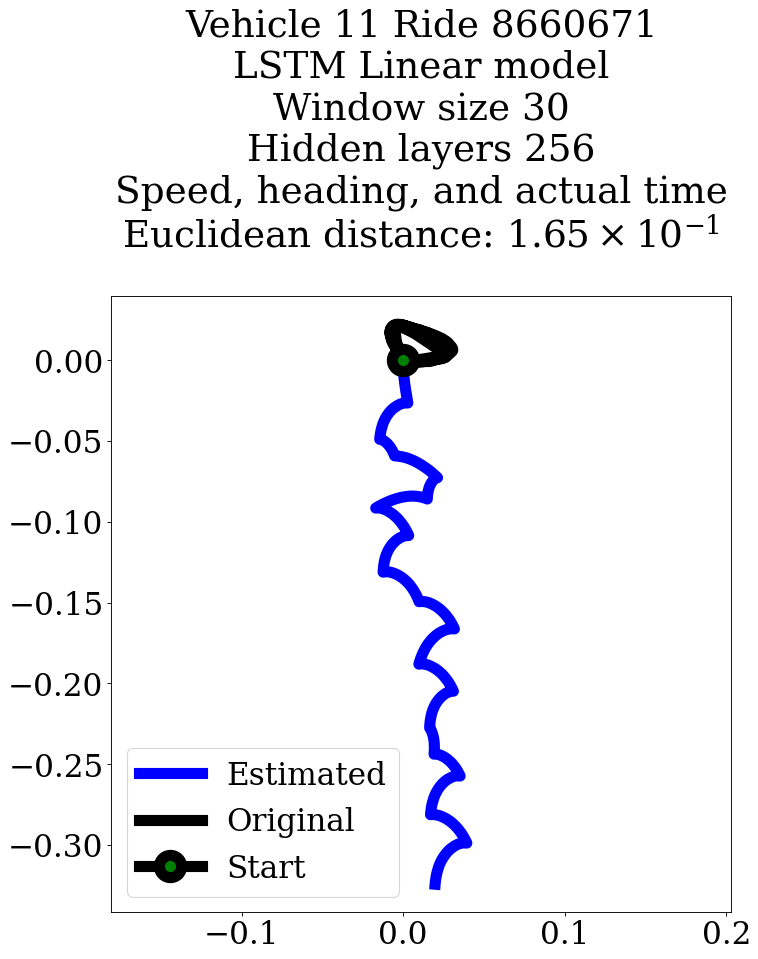 Vehicle 11 Ride 8660671
LSTM Linear model
Window size 30
Hidden layers 256
Speed, heading, and actual time
Euclidean distance: 1.65 × 10⁻¹
0.00
−0.05
−0.10
−0.15
−0.20
−0.25
−0.30
Estimated
Original
Start
−0.1
0.0
0.1
0.2